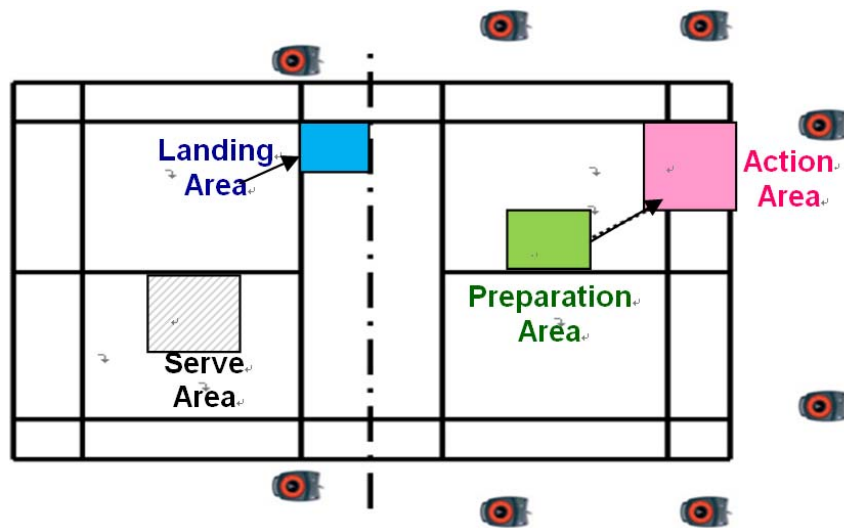 Landing
Area
Action
Area
Preparation
Area
Serve
Area